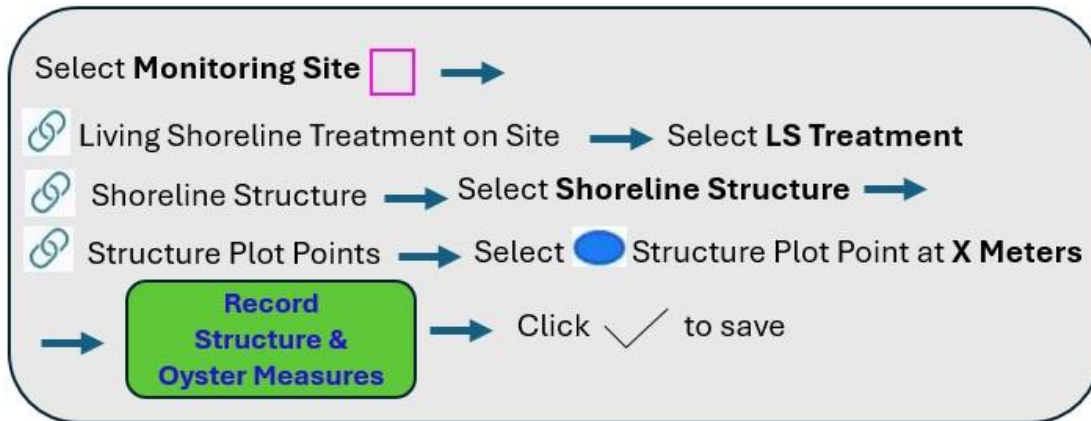 Select Monitoring Site
Living Shoreline Treatment on Site Select LS Treatment
Shoreline Structure Select Shoreline Structure
Structure Plot Points Select Structure Plot Point at X Meters
Record
Structure &
Oyster Measures
Click to save